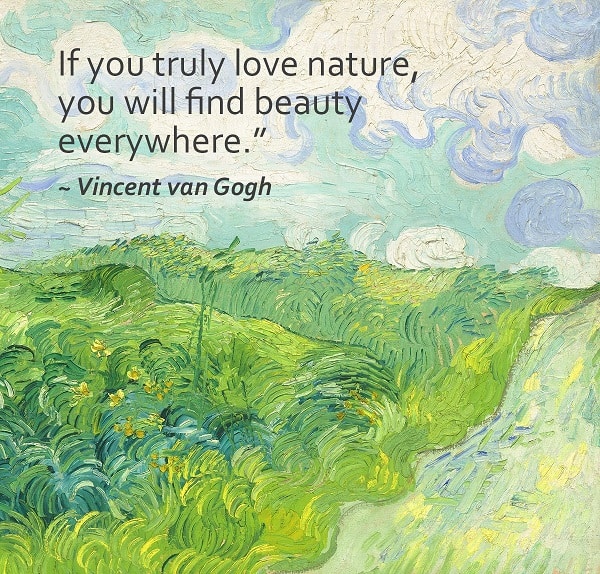 If you truly love nature,
you will find beauty
everywhere.”
~ Vincent van Gogh